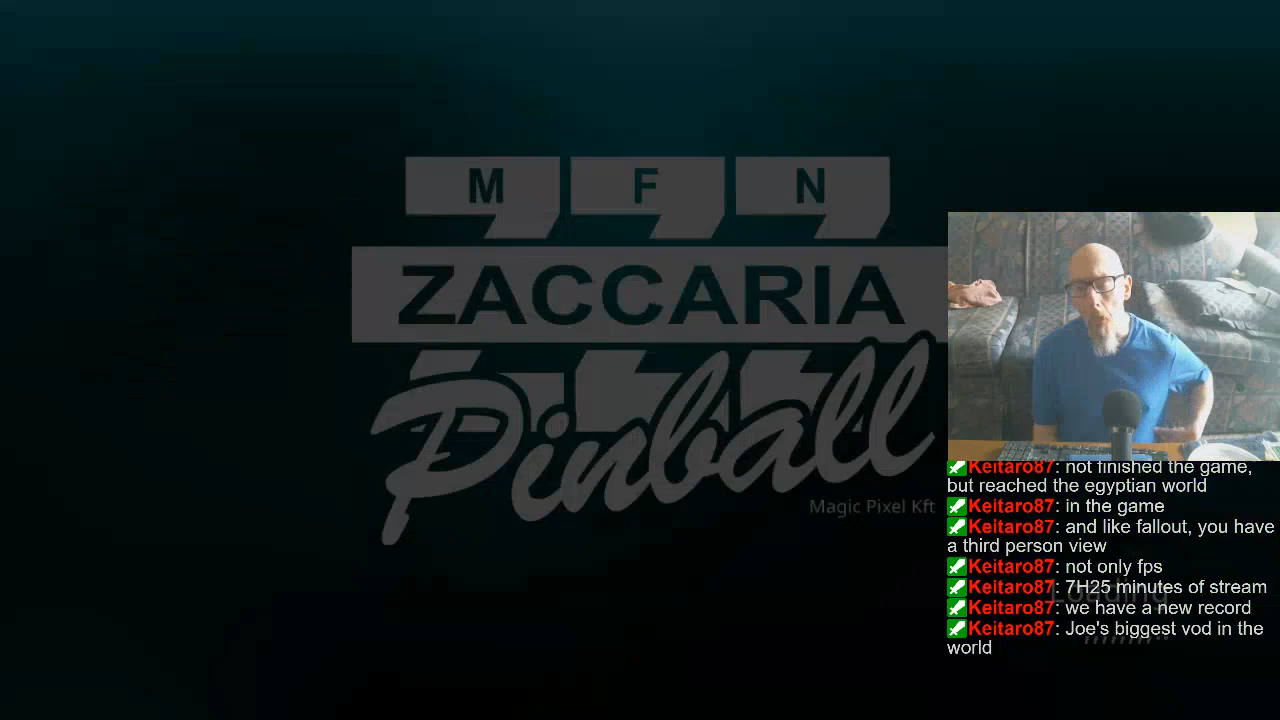 M F N
ZACCARIA
Pinball
Magic Pixel Kft
Loading
Keitaro87: not finished the game,
but reached the egyptian world
Keitaro87: in the game
Keitaro87: and like fallout, you have
a third person view
Keitaro87: not only fps
Keitaro87: 7H25 minutes of stream
Keitaro87: we have a new record
Keitaro87: Joe's biggest vod in the
world